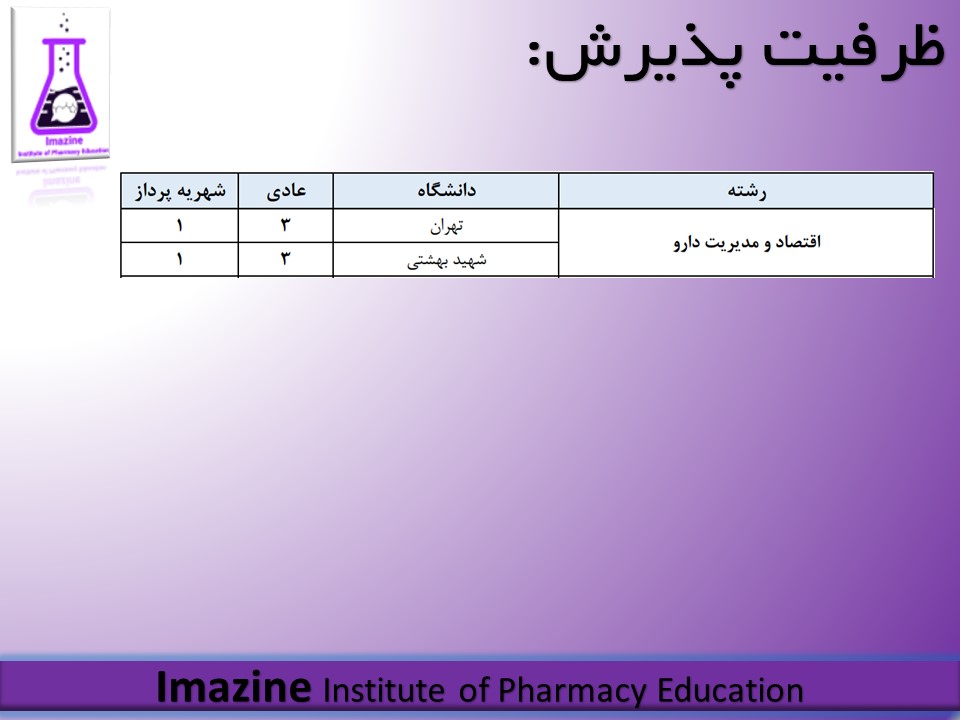 ظرفیت پذیرش:
Imazine
Institute of Pharmacy Education
رشته دانشگاه عادی شهریه پرداز
اقتصاد و مدیریت دارو تهران ۳ ۱
شهید بهشتی ۳ ۱
Imazine Institute of Pharmacy Education